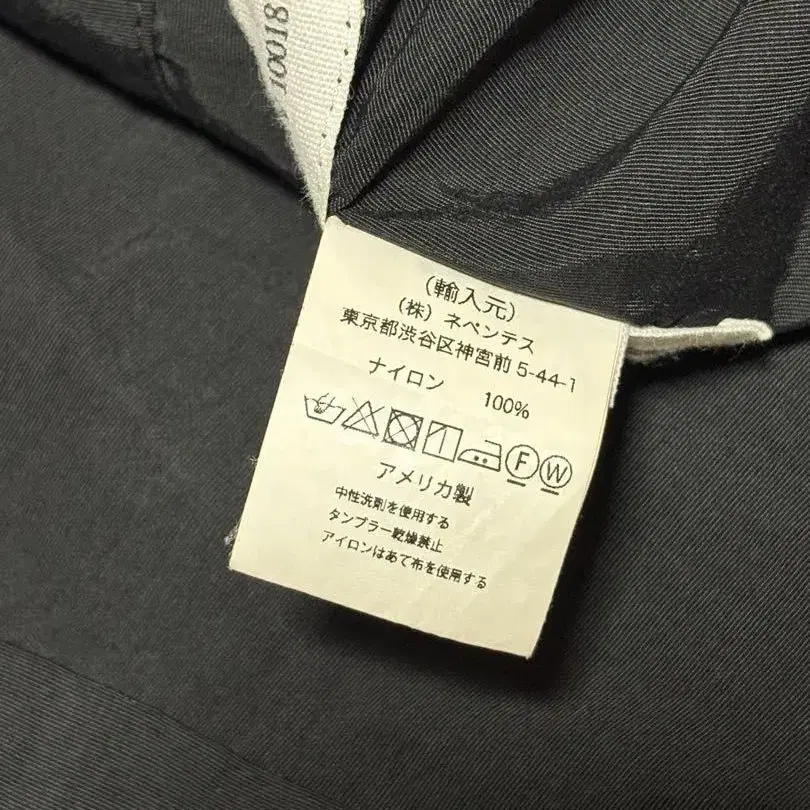 81001
（輸入元）
（株）ネペンテス
東京都渋谷区神宮前 5-44-1
ナイロン 100%
F W
アメリカ製
中性洗剤を使用する
タンブラー乾燥禁止
アイロンはあて布を使用する